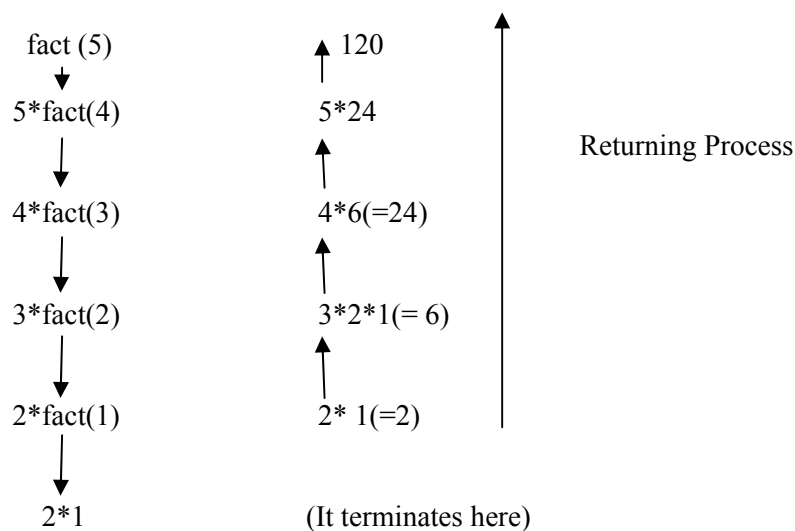 fact (5) 120
5*fact(4) 5*24
Returning Process
4*fact(3) 4*6(=24)
3*fact(2) 3*2*1(= 6)
2*fact(1) 2* 1(=2)
2*1 (It terminates here)